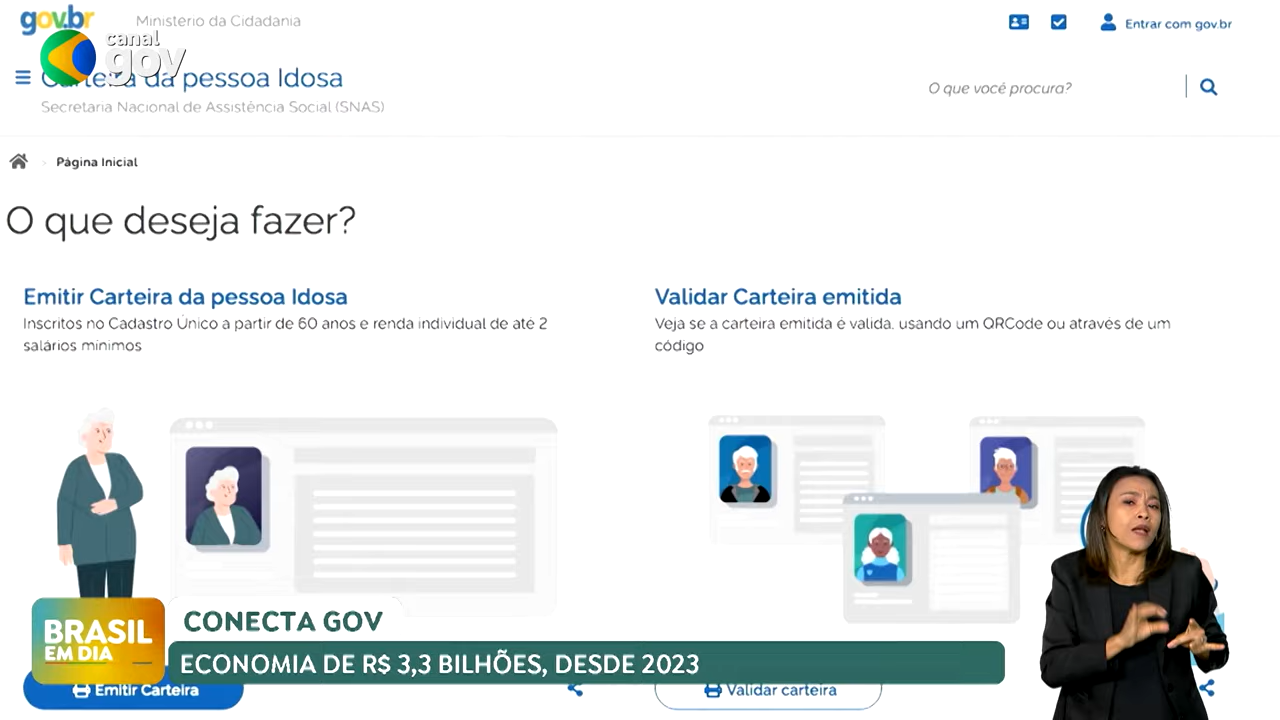 gov.br
Ministério da Cidadania
Entrar com gov.br
canal
gov
Carteira da pessoa Idosa
Secretaria Nacional de Assistência Social (SNAS)
O que você procura?
Página Inicial
O que deseja fazer?
Emitir Carteira da pessoa Idosa
Inscritos no Cadastro Único a partir de 60 anos e renda individual de até 2
salários mínimos
Validar Carteira emitida
Veja se a carteira emitida é valida, usando um QRCode ou através de um
código
BRASIL
EM DIA
CONECTA GOV
ECONOMIA DE R$ 3,3 BILHÕES, DESDE 2023
Emitir Carteira
Validar carteira